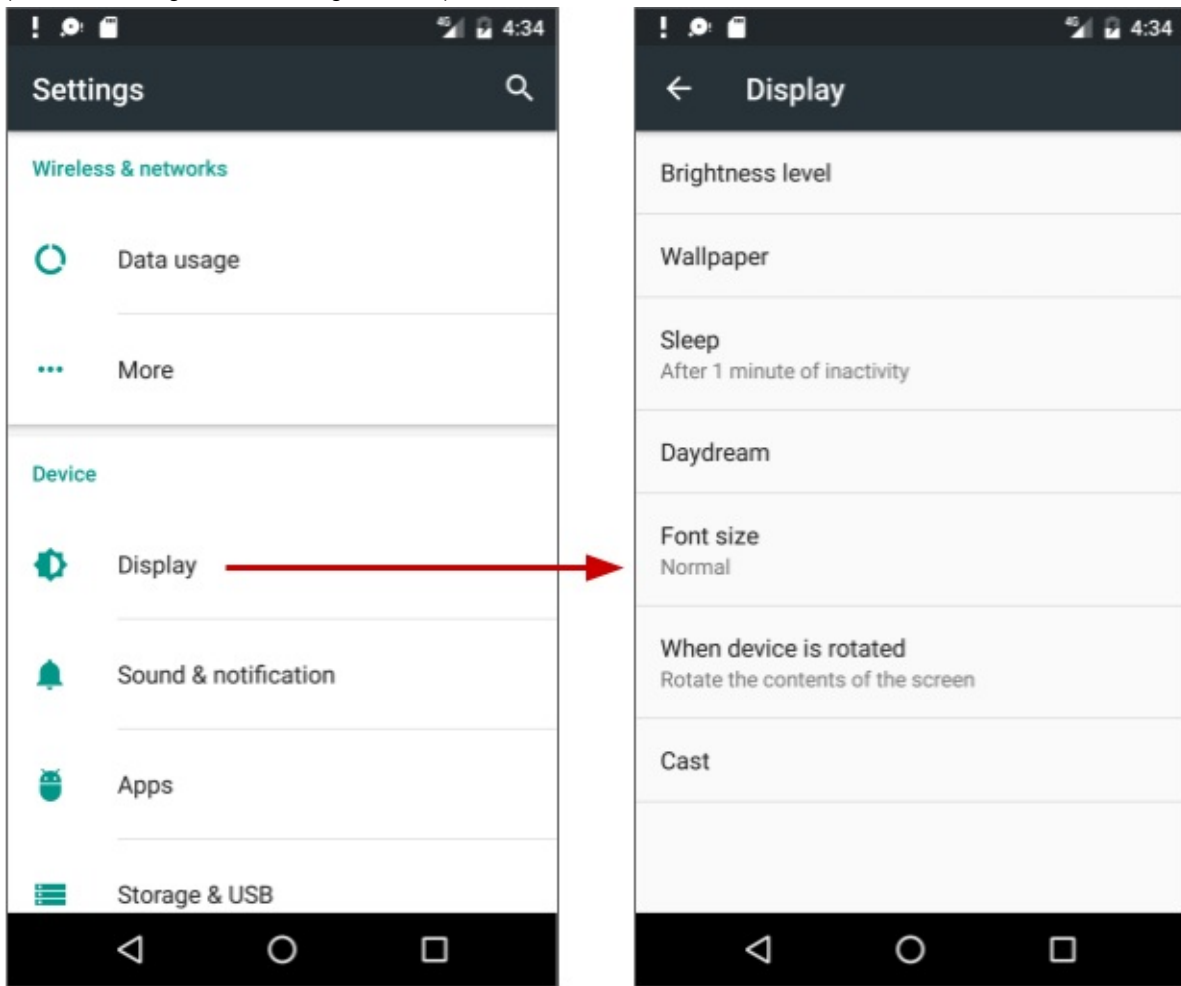 4G
4:34
Settings
Wireless & networks
Data usage
More
Device
Display
Sound & notification
Apps
Storage & USB
4G
4:34
Display
Brightness level
Wallpaper
Sleep
After 1 minute of inactivity
Daydream
Font size
Normal
When device is rotated
Rotate the contents of the screen
Cast